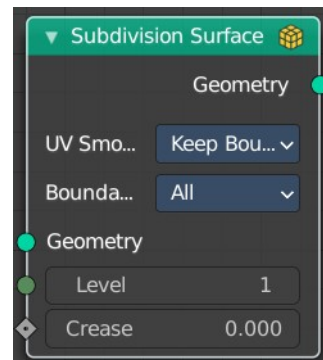 Subdivision Surface
Geometry
UV Smo... Keep Bou...
Bounda... All
Geometry
Level 1
Crease 0.000